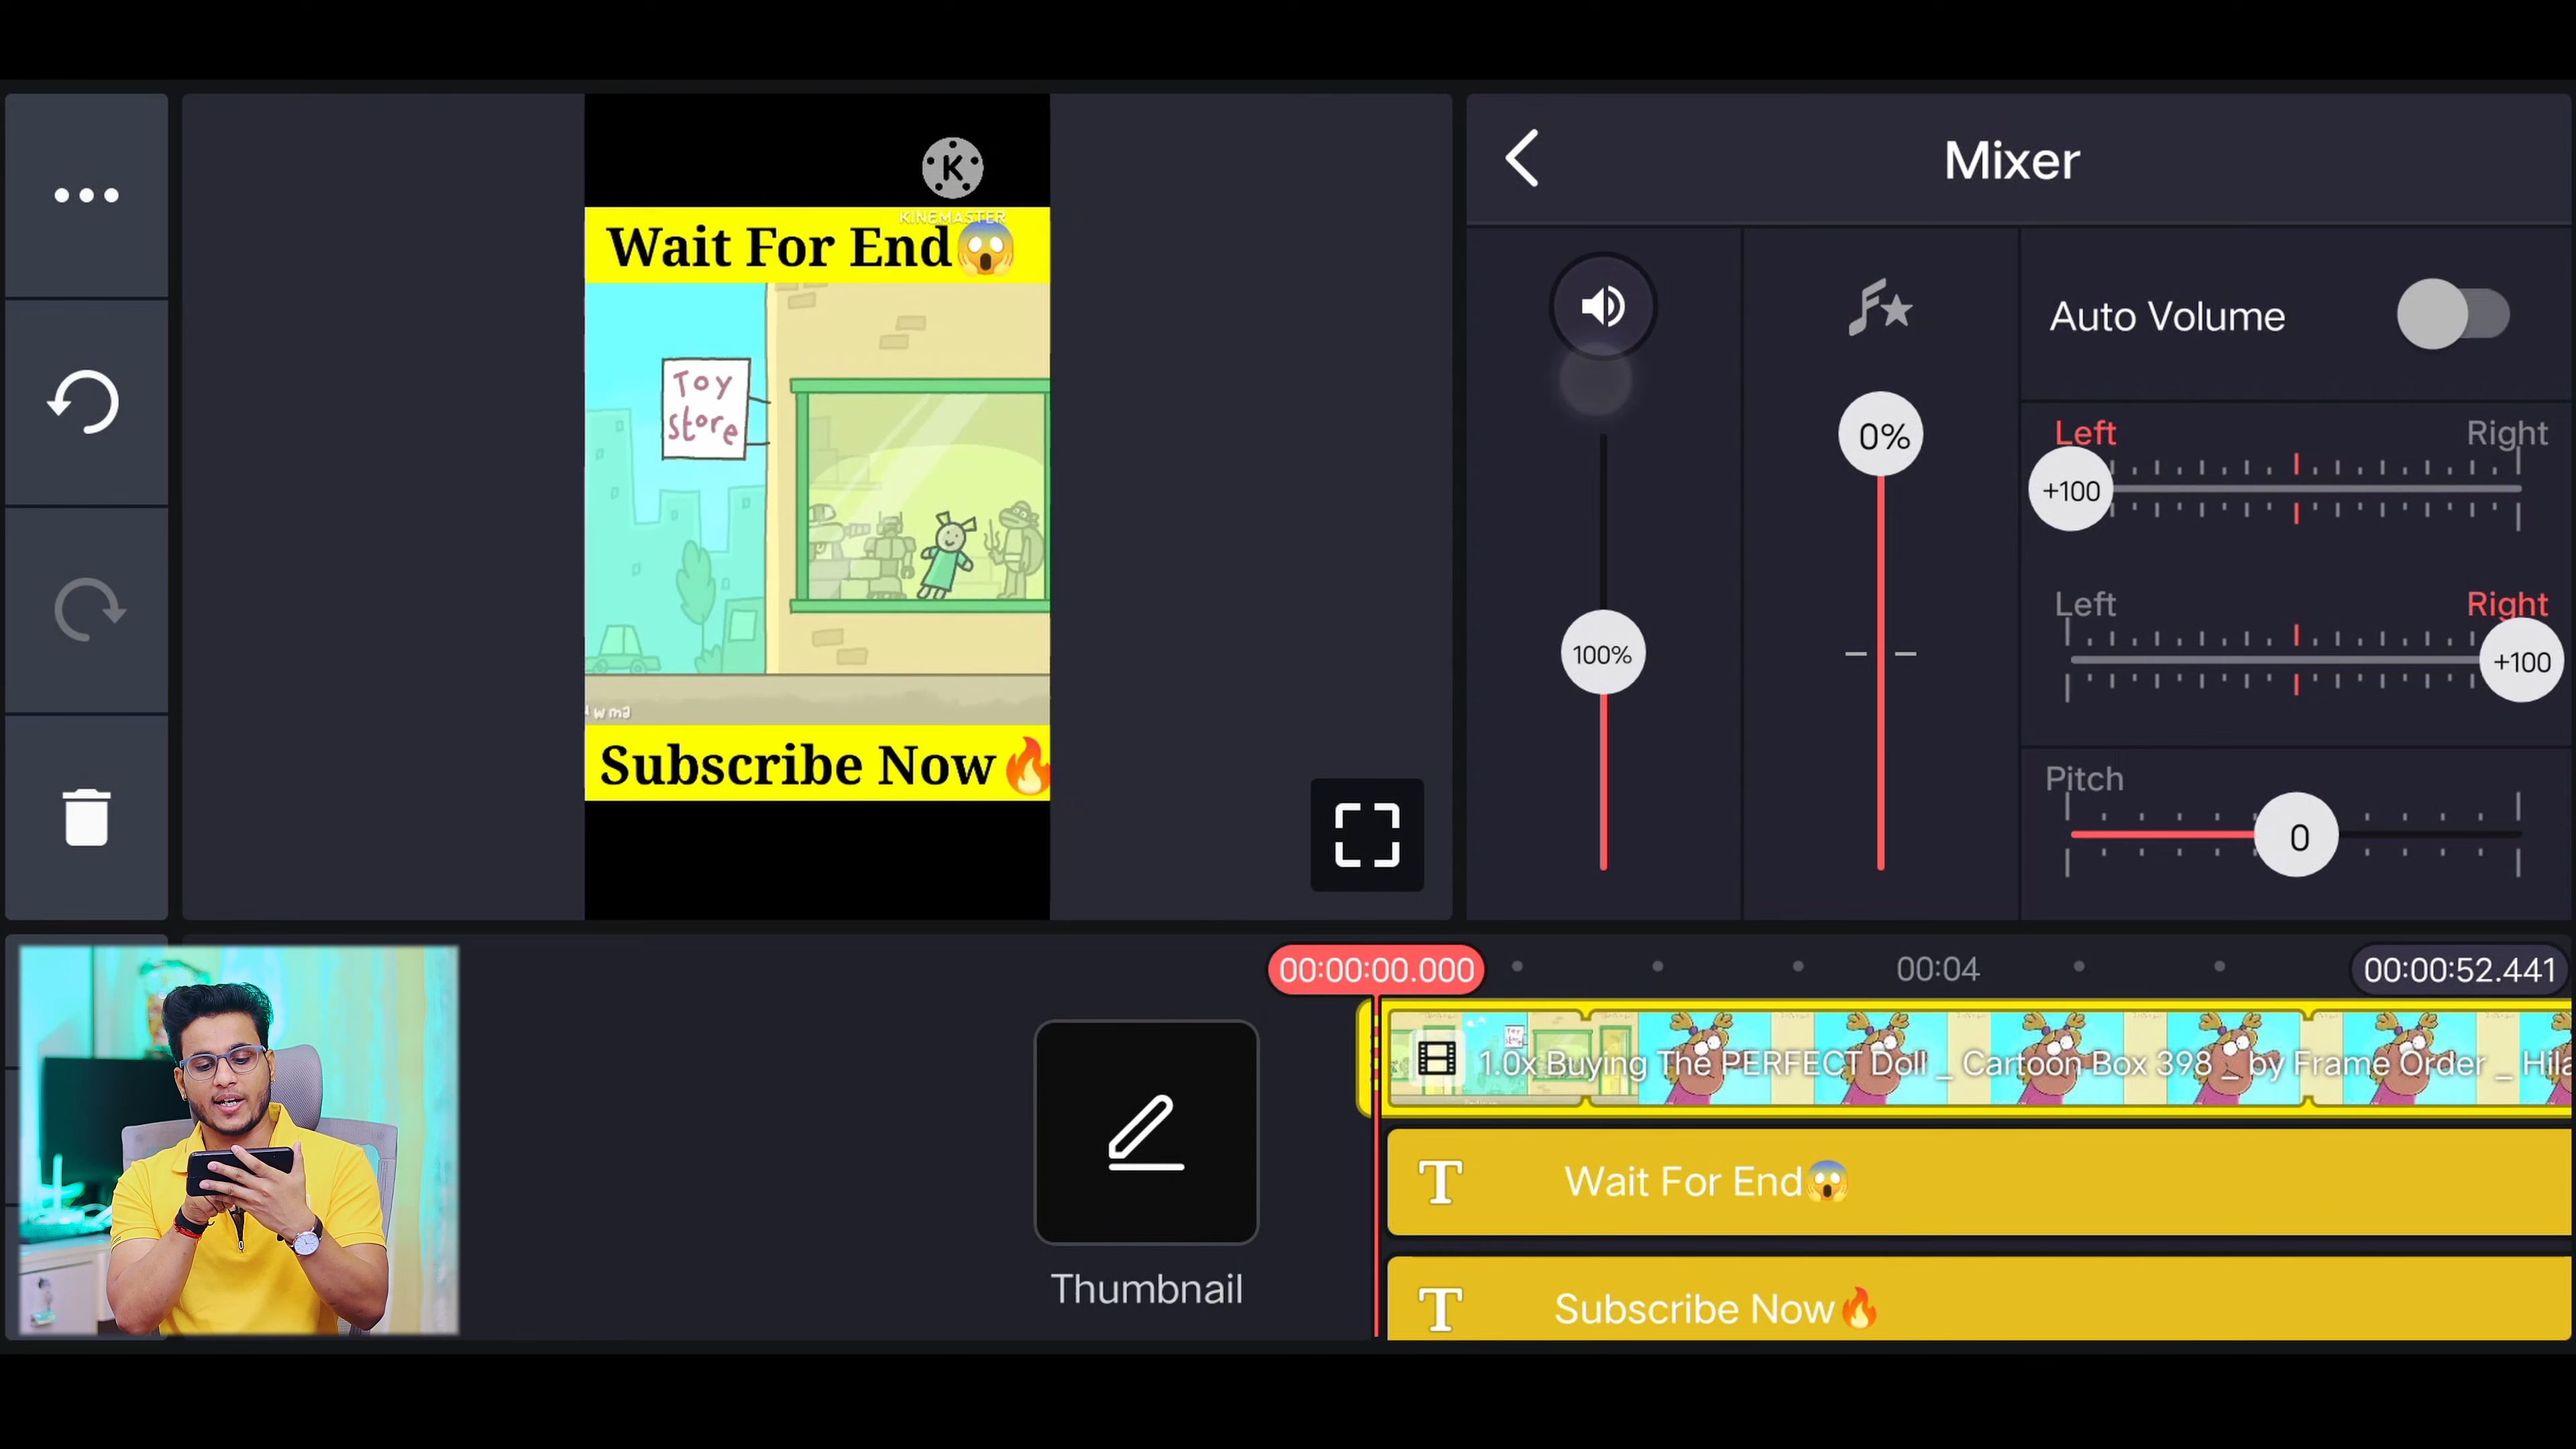 KINEMASTER
Wait For End😱
Toy
store
Subscribe Now🔥
Mixer
Auto Volume
0%
100%
Left Right
+100
Left Right
+100
Pitch
0
00:00:00.000
00:04
00:00:52.441
1.0x Buying The PERFECT Doll _ Cartoon Box 398 _ by Frame Order _ Hila
T Wait For End😱
T Subscribe Now🔥
Thumbnail